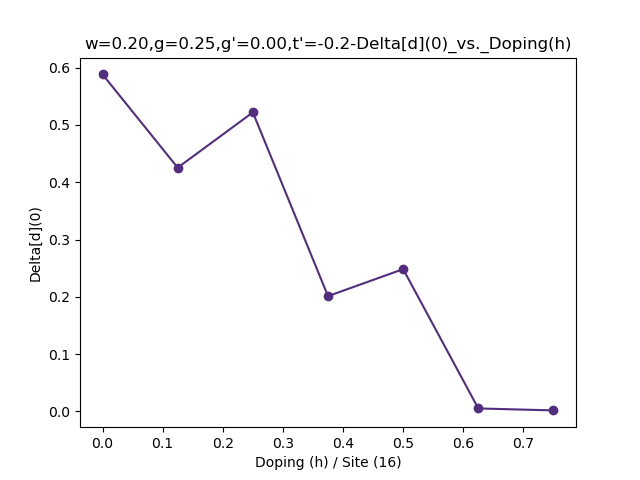 w=0.20,g=0.25,g'=0.00,t'=-0.2-Delta[d](0)_vs._Doping(h)
0.6
0.5
0.4
0.3
0.2
0.1
0.0
Delta[d](0)
0.0 0.1 0.2 0.3 0.4 0.5 0.6 0.7
Doping (h) / Site (16)